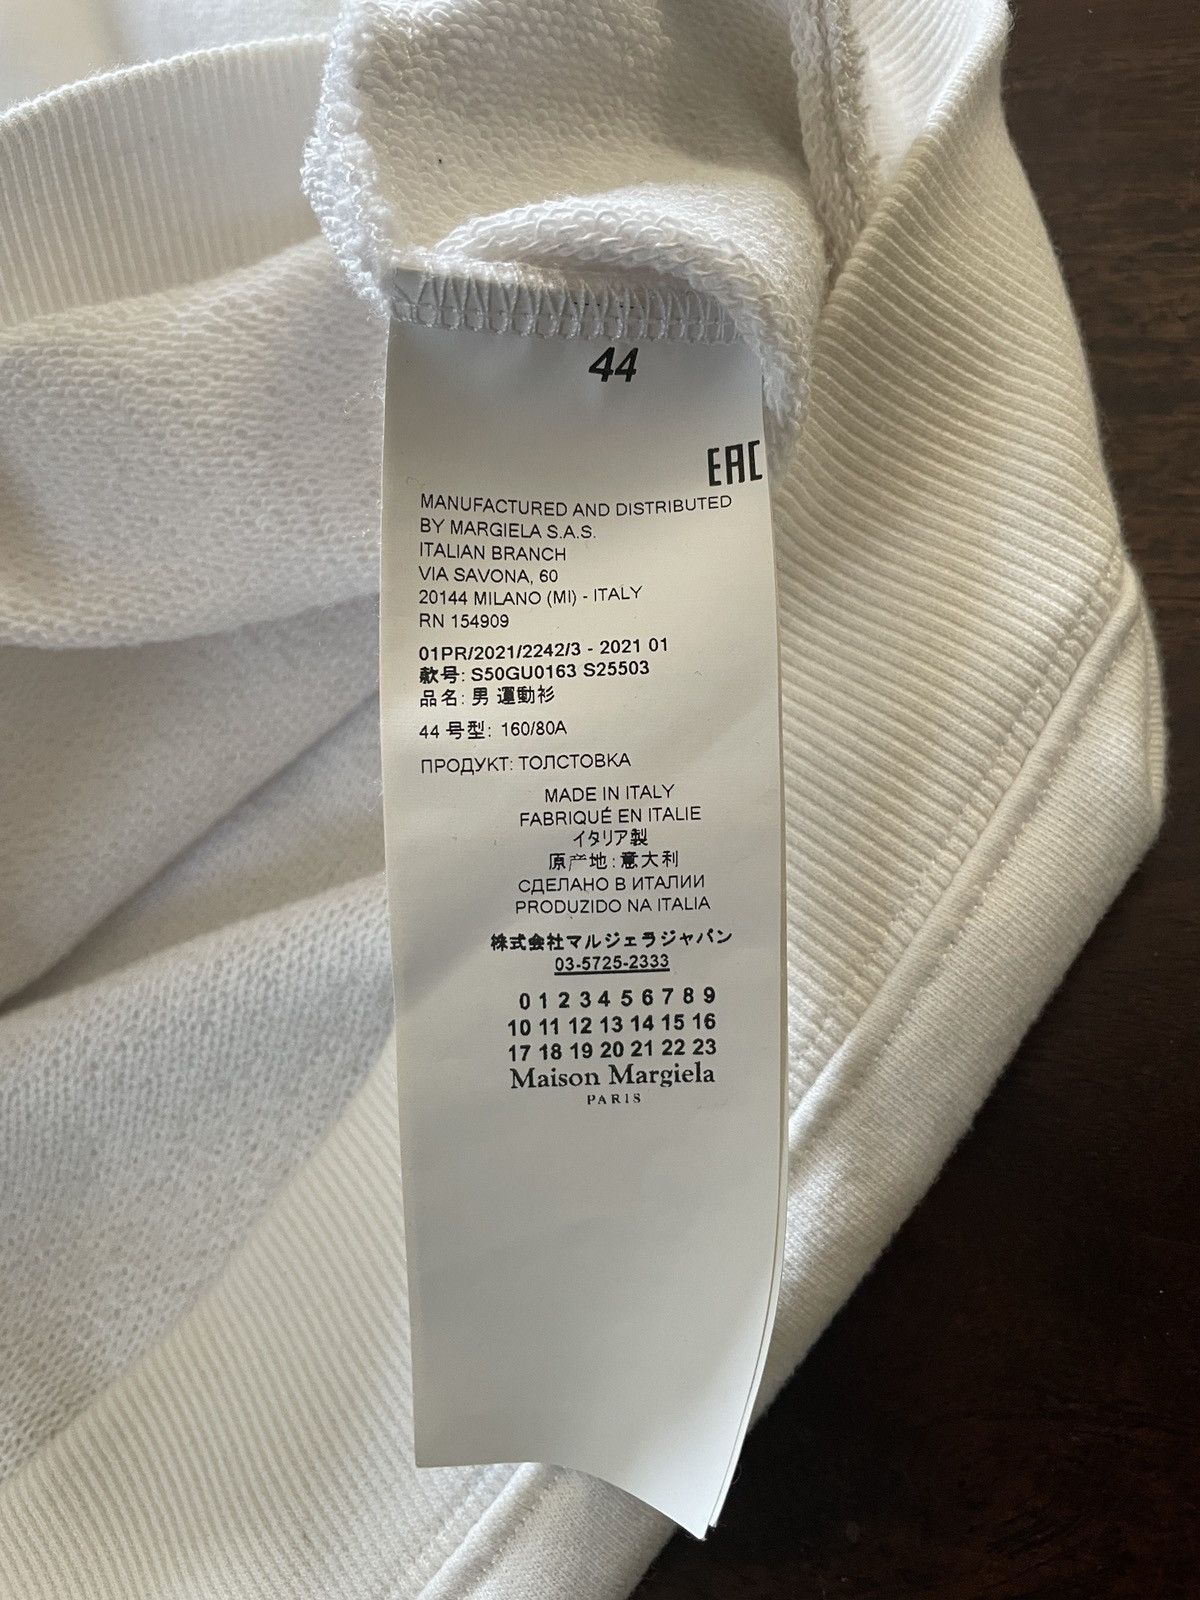 44
EAC
MANUFACTURED AND DISTRIBUTED
BY MARGIELA S.A.S.
ITALIAN BRANCH
VIA SAVONA, 60
20144 MILANO (MI) - ITALY
RN 154909
01PR/2021/2242/3 - 2021 01
款号: S50GU0163 S25503
品名: 男 運動衫
44 号型: 160/80A
ПРОДУКТ: ТОЛСТОВКА
MADE IN ITALY
FABRIQUÉ EN ITALIE
イタリア製
原产地: 意大利
СДЕЛАНО В ИТАЛИИ
PRODUZIDO NA ITALIA
株式会社マルジェラジャパン
03-5725-2333
0 1 2 3 4 5 6 7 8 9
10 11 12 13 14 15 16
17 18 19 20 21 22 23
Maison Margiela
PARIS